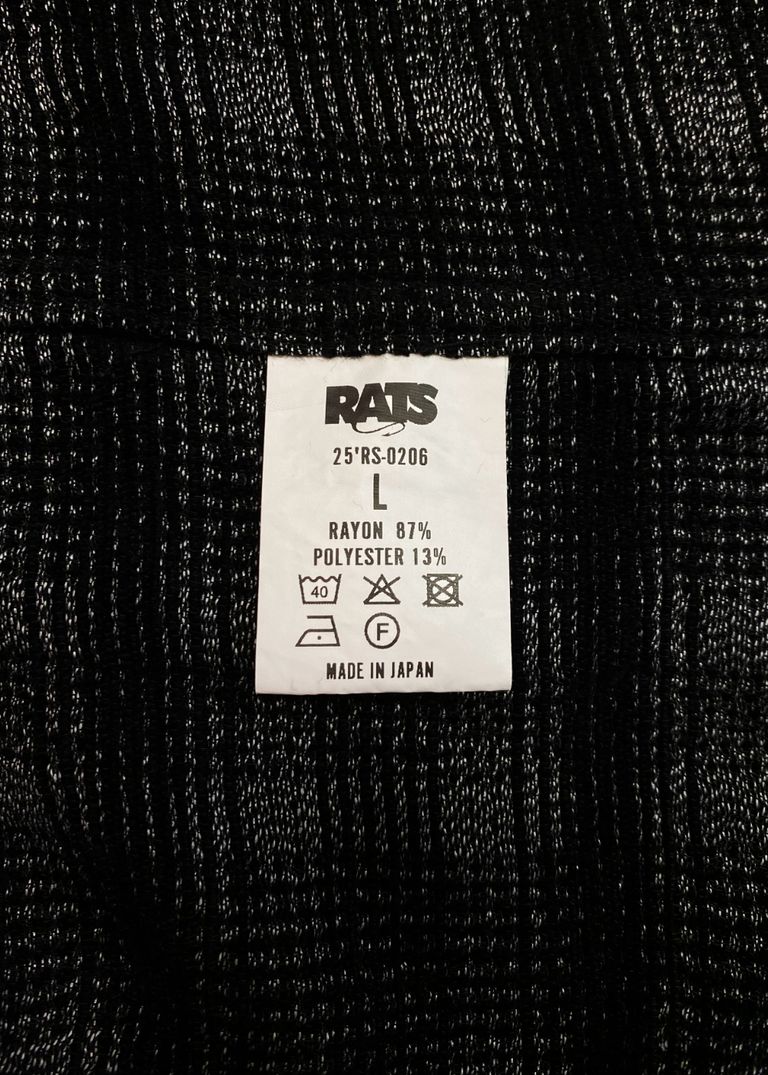 RATS
25'RS-0206
L
RAYON 87%
POLYESTER 13%
40
F
MADE IN JAPAN